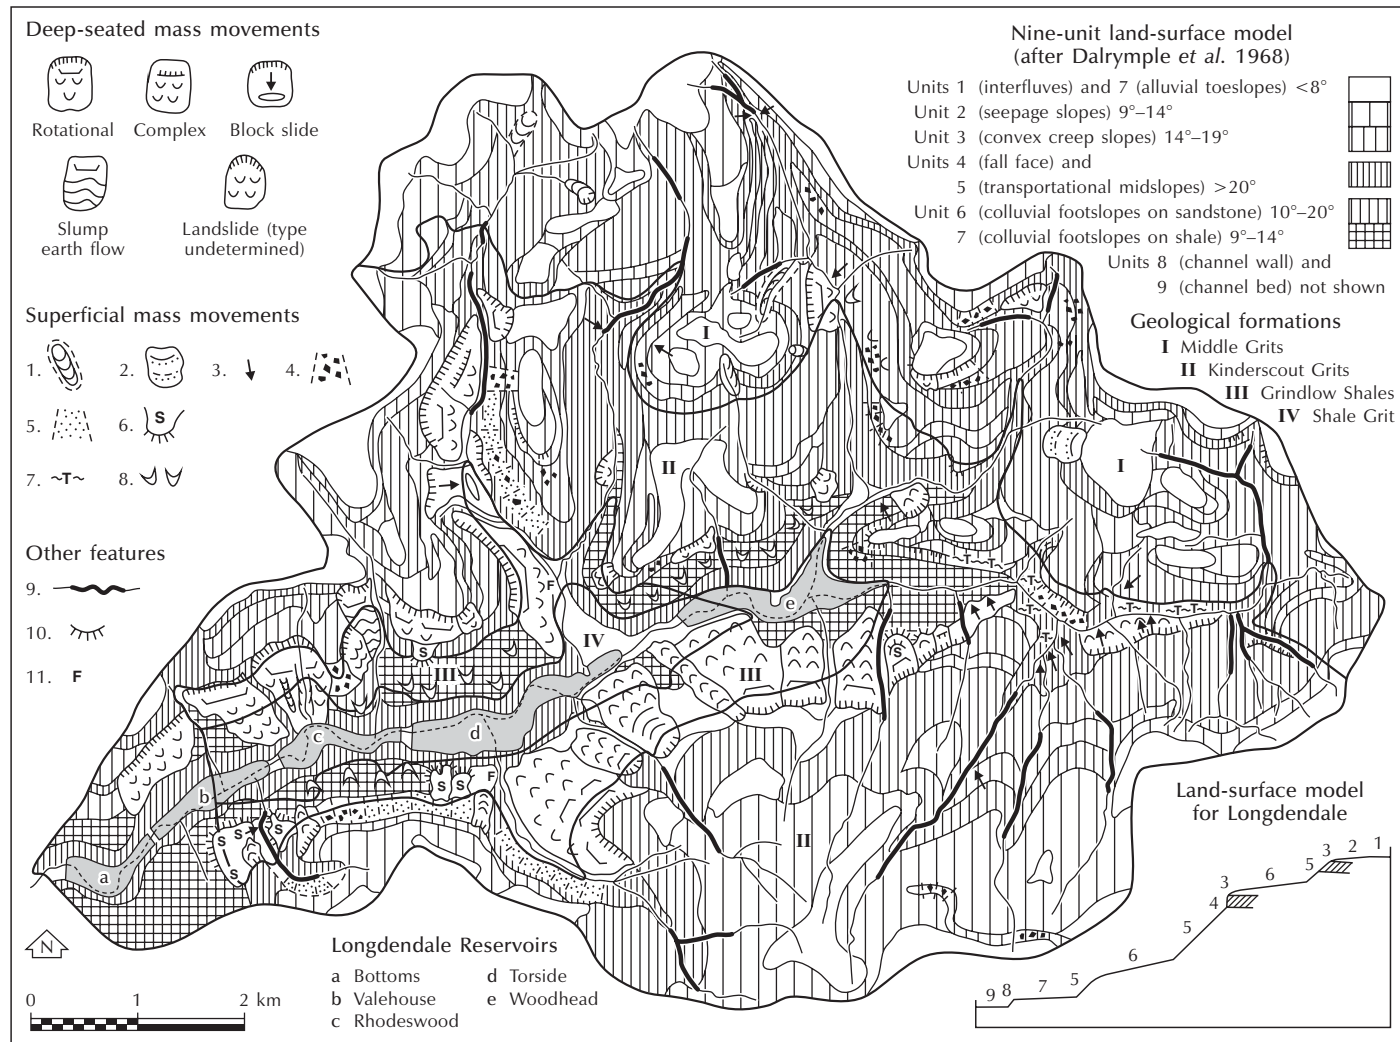 Deep-seated mass movements
Rotational
Complex
Block slide
Slump
earth flow
Landslide (type
undetermined)
Superficial mass movements
1.
2.
3.
4.
5.
6. S
7. ~T~
8.
Other features
9.
10.
11. F
Nine-unit land-surface model
(after Dalrymple et al. 1968)
Units 1 (interfluves) and 7 (alluvial toeslopes) <8°
Unit 2 (seepage slopes) 9°–14°
Unit 3 (convex creep slopes) 14°–19°
Units 4 (fall face) and
5 (transportational midslopes) >20°
Unit 6 (colluvial footslopes on sandstone) 10°–20°
7 (colluvial footslopes on shale) 9°–14°
Units 8 (channel wall) and
9 (channel bed) not shown
Geological formations
I Middle Grits
II Kinderscout Grits
III Grindlow Shales
IV Shale Grit
I
I
II
T
T
F
e
T
T
T
T
T
IV
S
S
III
III
d
c
b
F
S
S
S
S
S
S
II
a
N
0 1 2 km
Longdendale Reservoirs
a Bottoms
b Valehouse
c Rhodeswood
d Torside
e Woodhead
Land-surface model
for Longdendale
1
2
3
5
6
3
4
5
6
5
7
8
9